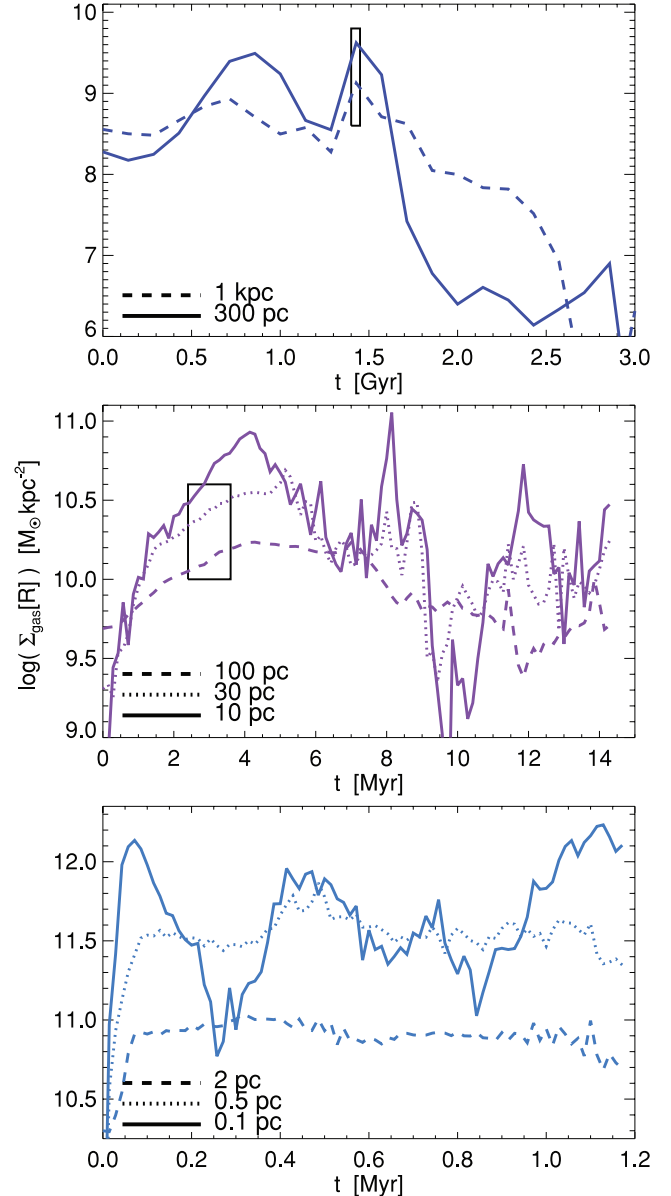 10
9
8
7
6
1 kpc
300 pc
0.0 0.5 1.0 1.5 2.0 2.5 3.0
t [Gyr]
log( Σgas[R] ) [M⊙kpc-2]
11.0
10.5
10.0
9.5
9.0
100 pc
30 pc
10 pc
0 2 4 6 8 10 12 14
t [Myr]
12.0
11.5
11.0
10.5
2 pc
0.5 pc
0.1 pc
0.0 0.2 0.4 0.6 0.8 1.0 1.2
t [Myr]